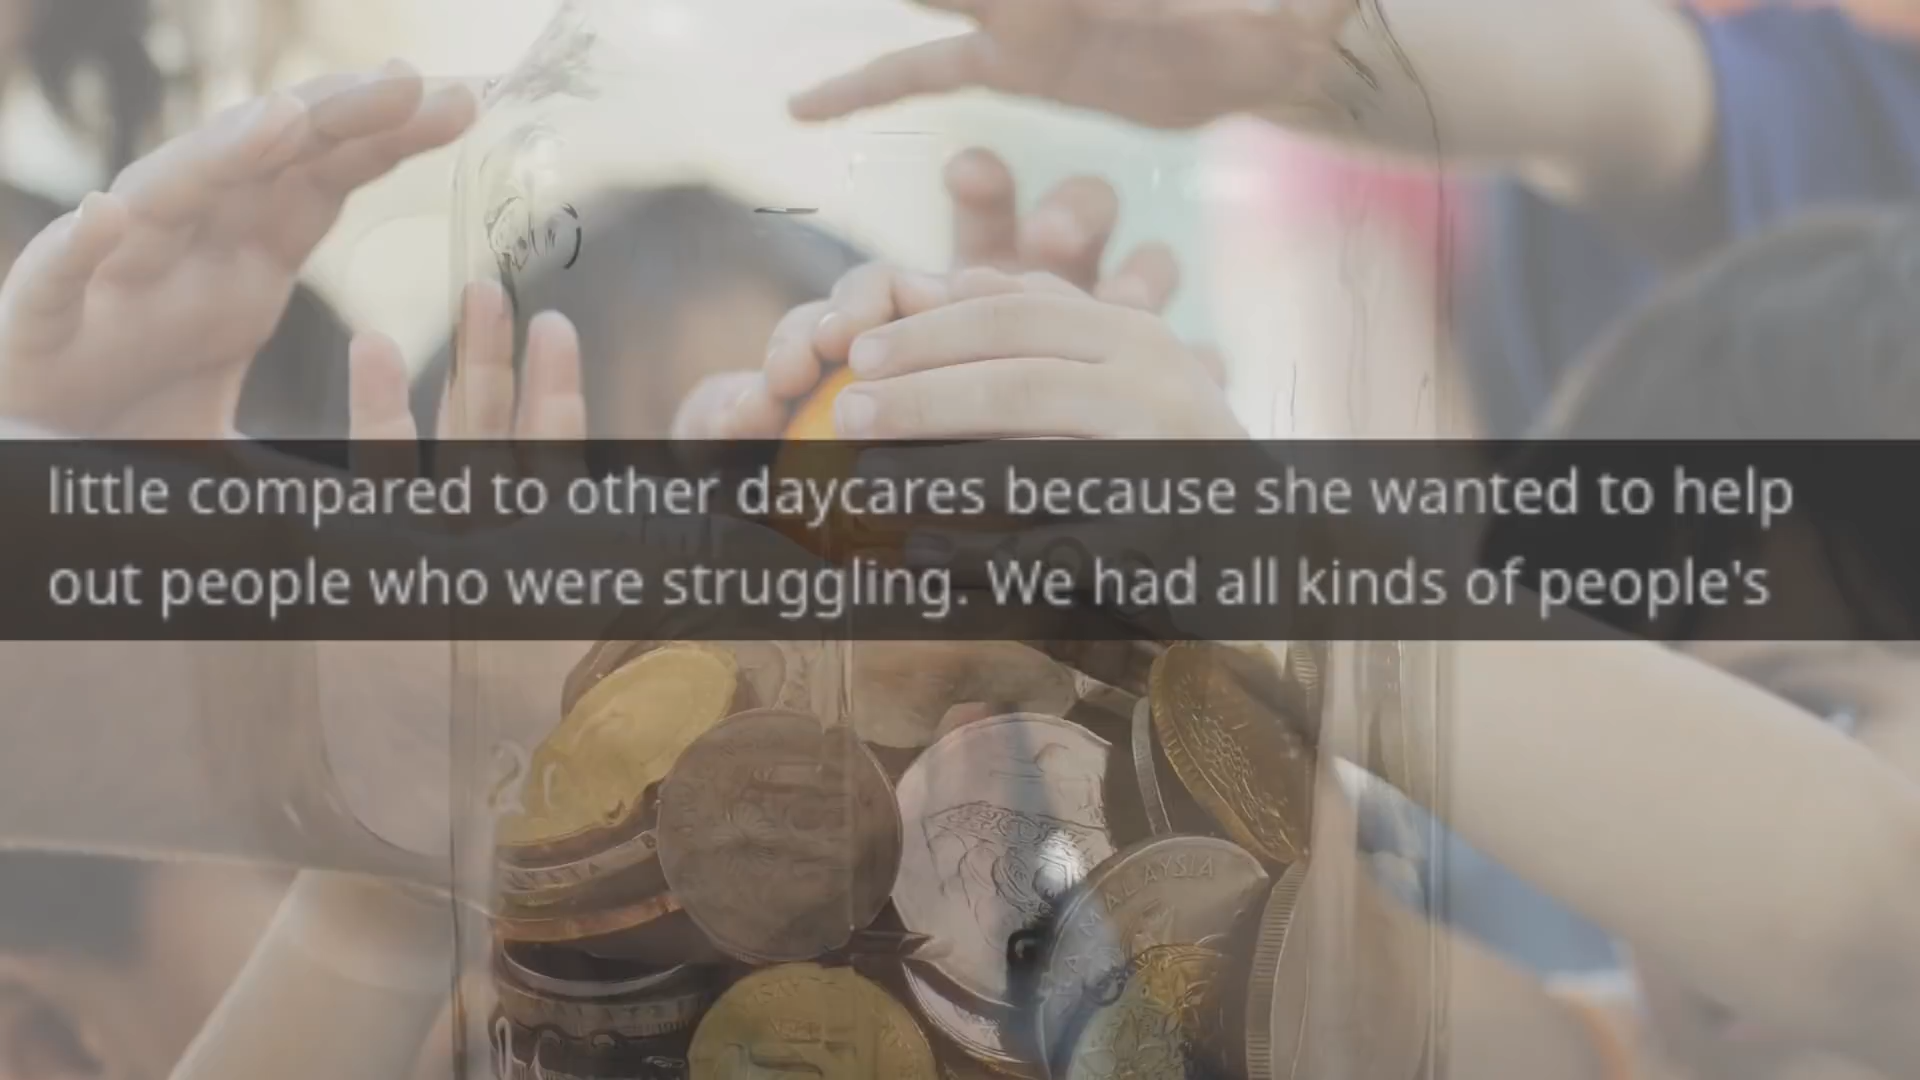 little compared to other daycares because she wanted to help
out people who were struggling. We had all kinds of people's
MALAYSIA